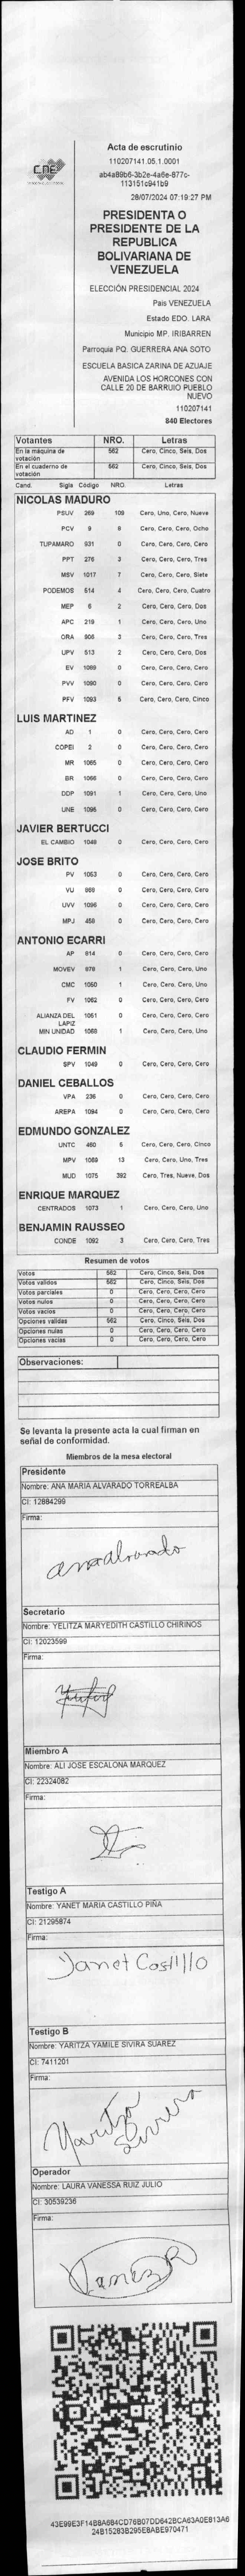 CNE
Acta de escrutinio
110207141.05.1.0001
ab4a89b6-3b2e-4a6e-877c-
113151c941b9
28/07/2024 07:19:27 PM
PRESIDENTA O
PRESIDENTE DE LA
REPUBLICA
BOLIVARIANA DE
VENEZUELA
ELECCIÓN PRESIDENCIAL 2024
País VENEZUELA
Estado EDO. LARA
Municipio MP. IRIBARREN
Parroquia PQ. GUERRERA ANA SOTO
ESCUELA BASICA ZARINA DE AZUAJE
AVENIDA LOS HORCONES CON
CALLE 20 DE BARRUIO PUEBLO
NUEVO
110207141
840 Electores
Votantes NRO. Letras
En la máquina de votación 562 Cero, Cinco, Seis, Dos
En el cuaderno de votación 562 Cero, Cinco, Seis, Dos
Cand. Sigla Código NRO. Letras
NICOLAS MADURO
PSUV 269 109 Cero, Uno, Cero, Nueve
PCV 9 8 Cero, Cero, Cero, Ocho
TUPAMARO 931 0 Cero, Cero, Cero, Cero
PPT 276 3 Cero, Cero, Cero, Tres
MSV 1017 7 Cero, Cero, Cero, Siete
PODEMOS 514 4 Cero, Cero, Cero, Cuatro
MEP 6 2 Cero, Cero, Cero, Dos
APC 219 1 Cero, Cero, Cero, Uno
ORA 906 3 Cero, Cero, Cero, Tres
UPV 513 2 Cero, Cero, Cero, Dos
EV 1089 0 Cero, Cero, Cero, Cero
PVV 1090 0 Cero, Cero, Cero, Cero
PFV 1093 5 Cero, Cero, Cero, Cinco
LUIS MARTINEZ
AD 1 0 Cero, Cero, Cero, Cero
COPEI 2 0 Cero, Cero, Cero, Cero
MR 1065 0 Cero, Cero, Cero, Cero
BR 1066 0 Cero, Cero, Cero, Cero
DDP 1091 1 Cero, Cero, Cero, Uno
UNE 1095 0 Cero, Cero, Cero, Cero
JAVIER BERTUCCI
EL CAMBIO 1048 0 Cero, Cero, Cero, Cero
JOSE BRITO
PV 1053 0 Cero, Cero, Cero, Cero
VU 868 0 Cero, Cero, Cero, Cero
UVV 1096 0 Cero, Cero, Cero, Cero
MPJ 458 0 Cero, Cero, Cero, Cero
ANTONIO ECARRI
AP 914 0 Cero, Cero, Cero, Cero
MOVEV 978 1 Cero, Cero, Cero, Uno
CMC 1050 1 Cero, Cero, Cero, Uno
FV 1062 0 Cero, Cero, Cero, Cero
ALIANZA DEL LAPIZ 1051 0 Cero, Cero, Cero, Cero
MIN UNIDAD 1068 1 Cero, Cero, Cero, Uno
CLAUDIO FERMIN
SPV 1049 0 Cero, Cero, Cero, Cero
DANIEL CEBALLOS
VPA 236 0 Cero, Cero, Cero, Cero
AREPA 1094 0 Cero, Cero, Cero, Cero
EDMUNDO GONZALEZ
UNTC 460 5 Cero, Cero, Cero, Cinco
MPV 1069 13 Cero, Cero, Uno, Tres
MUD 1075 392 Cero, Tres, Nueve, Dos
ENRIQUE MARQUEZ
CENTRADOS 1073 1 Cero, Cero, Cero, Uno
BENJAMIN RAUSSEO
CONDE 1092 3 Cero, Cero, Cero, Tres
Resumen de votos
Votos 562 Cero, Cinco, Seis, Dos
Votos validos 562 Cero, Cinco, Seis, Dos
Votos parciales 0 Cero, Cero, Cero, Cero
Votos nulos 0 Cero, Cero, Cero, Cero
Votos vacios 0 Cero, Cero, Cero, Cero
Opciones validas 562 Cero, Cinco, Seis, Dos
Opciones nulas 0 Cero, Cero, Cero, Cero
Opciones vacias 0 Cero, Cero, Cero, Cero
Observaciones:
Se levanta la presente acta la cual firman en
señal de conformidad.
Miembros de la mesa electoral
Presidente
Nombre: ANA MARIA ALVARADO TORREALBA
CI: 12884299
Firma:
anaalvarado
Secretario
Nombre: YELITZA MARYEDITH CASTILLO CHIRINOS
CI: 12023599
Firma:
Miembro A
Nombre: ALI JOSE ESCALONA MARQUEZ
CI: 22324082
Firma:
Testigo A
Nombre: YANET MARIA CASTILLO PIÑA
CI: 21295874
Firma:
Yanet Castillo
Testigo B
Nombre: YARITZA YAMILE SIVIRA SUAREZ
CI: 7411201
Firma:
Yaritza
Sivira
Operador
Nombre: LAURA VANESSA RUIZ JULIO
CI: 30539236
Firma:
43E99E3F14B8A684CD76B07DD642BCA63A0E813A6
24B15283B295E8ABE970471